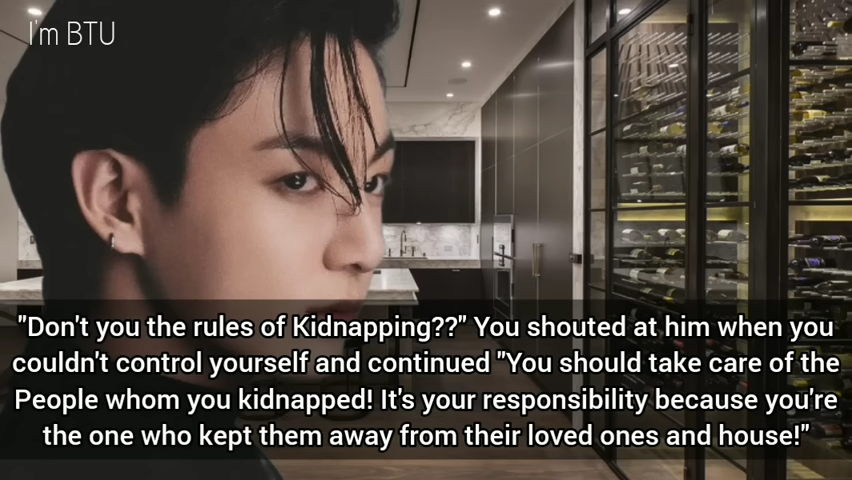 I'm BTU
"Don't you the rules of Kidnapping??" You shouted at him when you
couldn't control yourself and continued "You should take care of the
People whom you kidnapped! It's your responsibility because you're
the one who kept them away from their loved ones and house!"